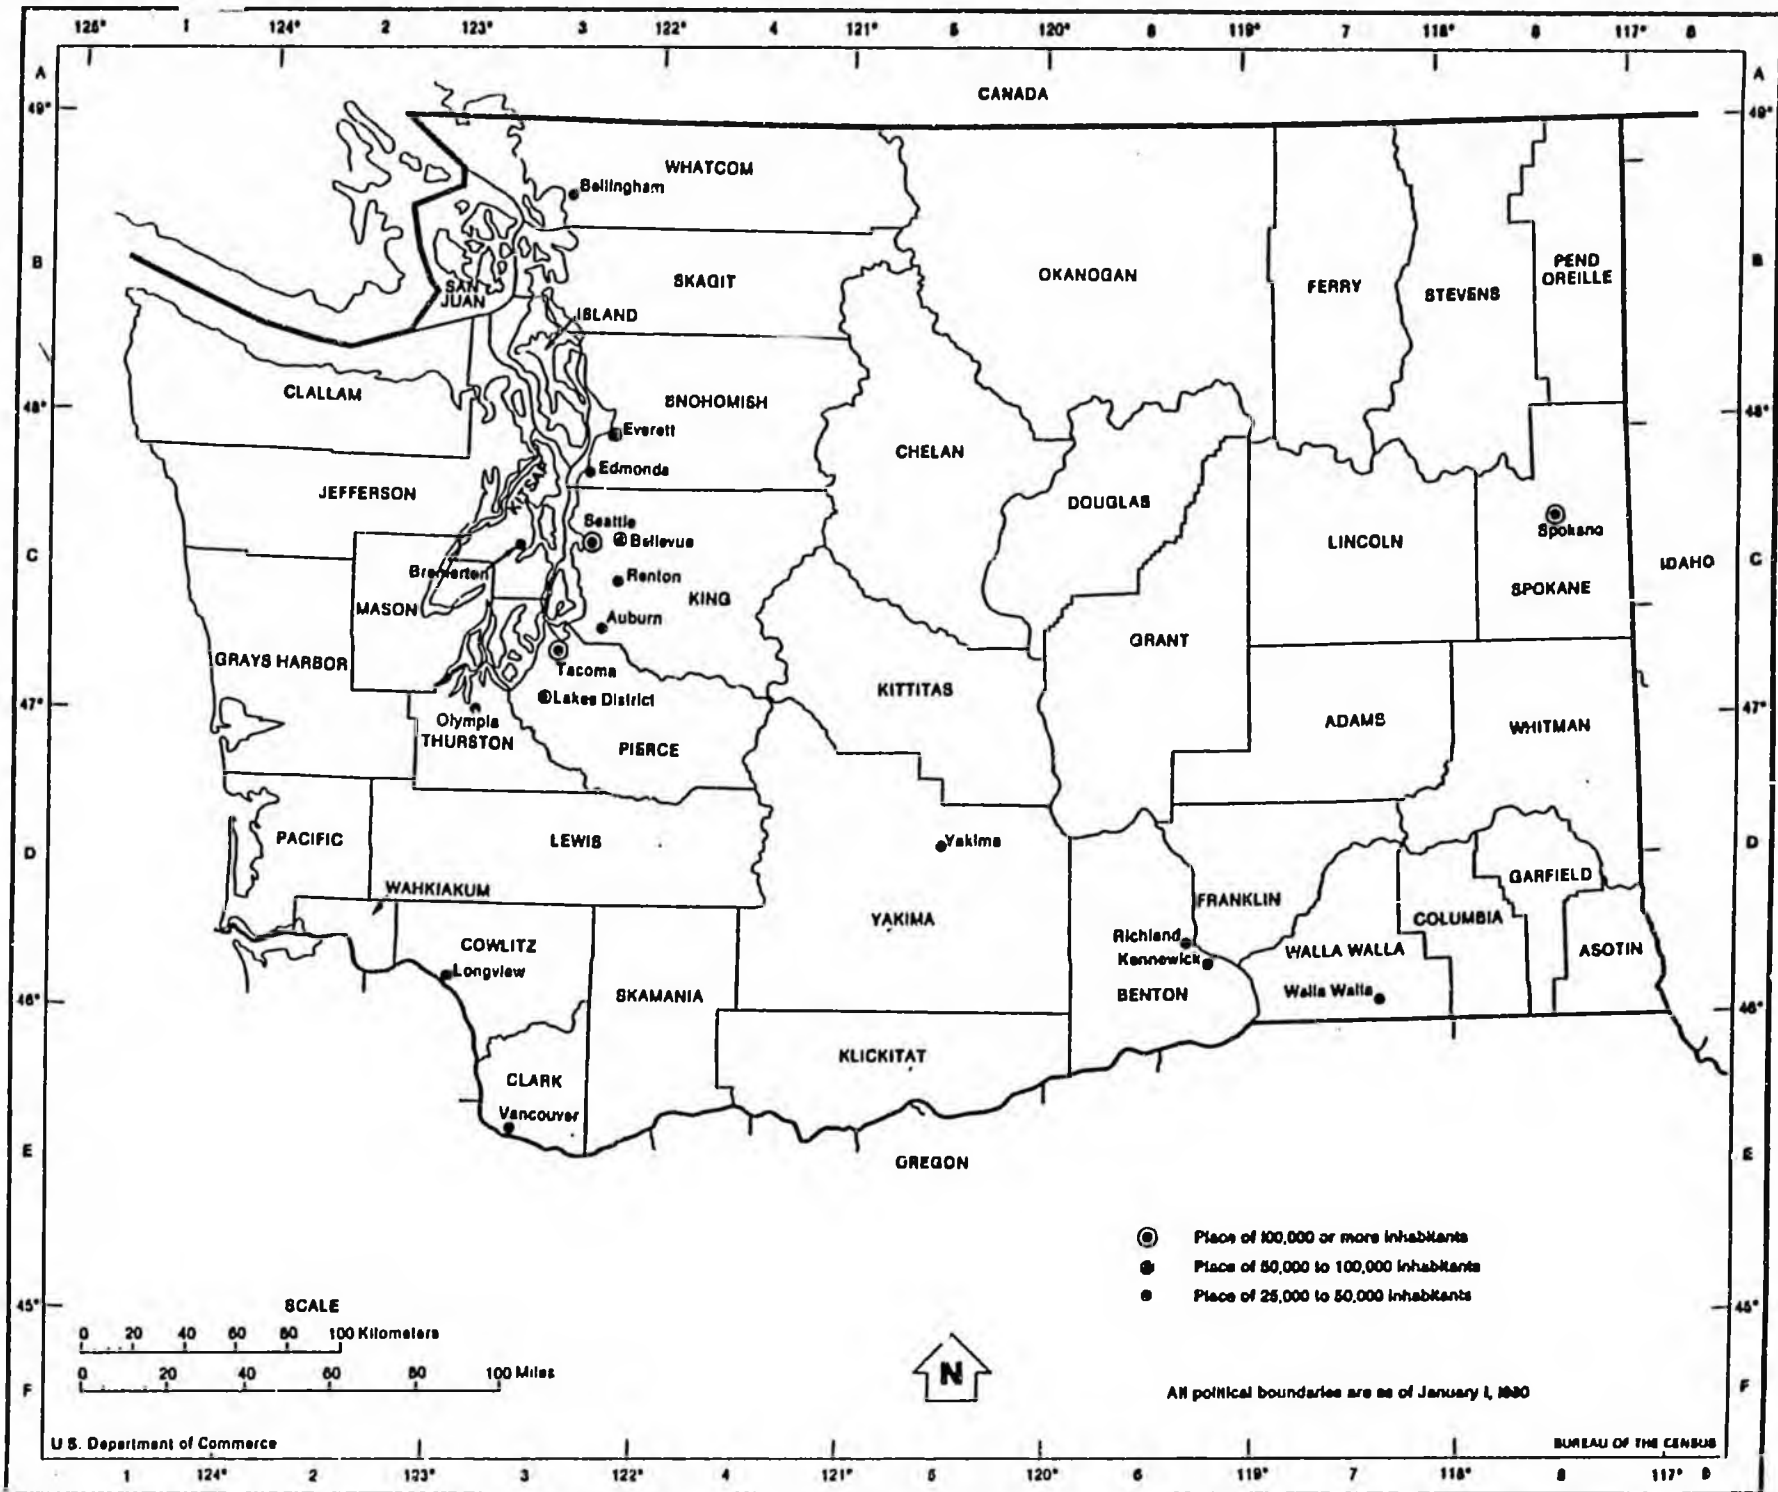 125° 1 124° 2 123° 3 122° 4 121° 5 120° 6 119° 7 118° 8 117° 8
A A
49° 49°
CANADA
WHATCOM
Bellingham
B B
SKAGIT
OKANOGAN
FERRY
STEVENS
PEND
OREILLE
SAN
JUAN
ISLAND
CLALLAM
SNOHOMISH
48° 48°
Everett
Edmonds
CHELAN
JEFFERSON
KITSAP
DOUGLAS
Seattle
Bellevue
LINCOLN
Spokane
C C
IDAHO
Bremerton
Renton
KING
SPOKANE
MASON
Auburn
GRANT
GRAYS HARBOR
Tacoma
KITTITAS
Lakes District
47° 47°
Olympia
THURSTON
PIERCE
ADAMS
WHITMAN
PACIFIC
LEWIS
Yakima
D D
WAHKIAKUM
GARFIELD
FRANKLIN
YAKIMA
COLUMBIA
COWLITZ
Longview
Richland
Kennewick
WALLA WALLA
ASOTIN
SKAMANIA
BENTON
Walla Walla
46° 46°
KLICKITAT
CLARK
Vancouver
E E
OREGON
Place of 100,000 or more inhabitants
Place of 50,000 to 100,000 inhabitants
Place of 25,000 to 50,000 inhabitants
45° 45°
SCALE
0 20 40 60 80 100 Kilometers
0 20 40 60 80 100 Miles
N
F F
All political boundaries are as of January 1, 1980
U.S. Department of Commerce
BUREAU OF THE CENSUS
1 124° 2 123° 3 122° 4 121° 5 120° 6 119° 7 118° 8 117° 9